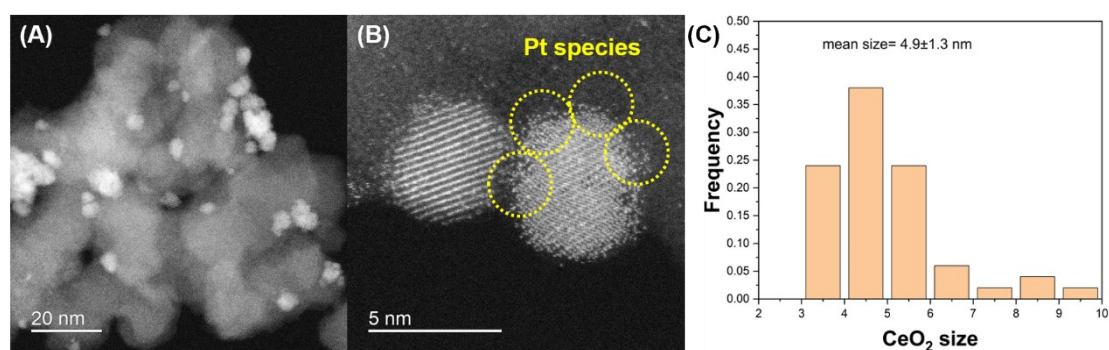 (A)
20 nm
(B)
Pt species
5 nm
(C)
mean size= 4.9±1.3 nm
Frequency
0.50
0.45
0.40
0.35
0.30
0.25
0.20
0.15
0.10
0.05
0.00
2 3 4 5 6 7 8 9 10
CeO₂ size